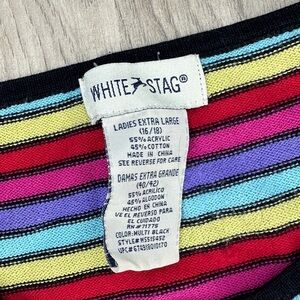 WHITE STAG®
LADIES EXTRA LARGE
(16/18)
55% ACRYLIC
45% COTTON
MADE IN CHINA
SEE REVERSE FOR CARE
DAMAS EXTRA GRANDE
(40/42)
55% ACRILICO
45% ALGODON
HECHO EN CHINA
VE EL REVERSO PARA
EL CUIDADO
RN# 71775
COLOR: MULTI BLACK